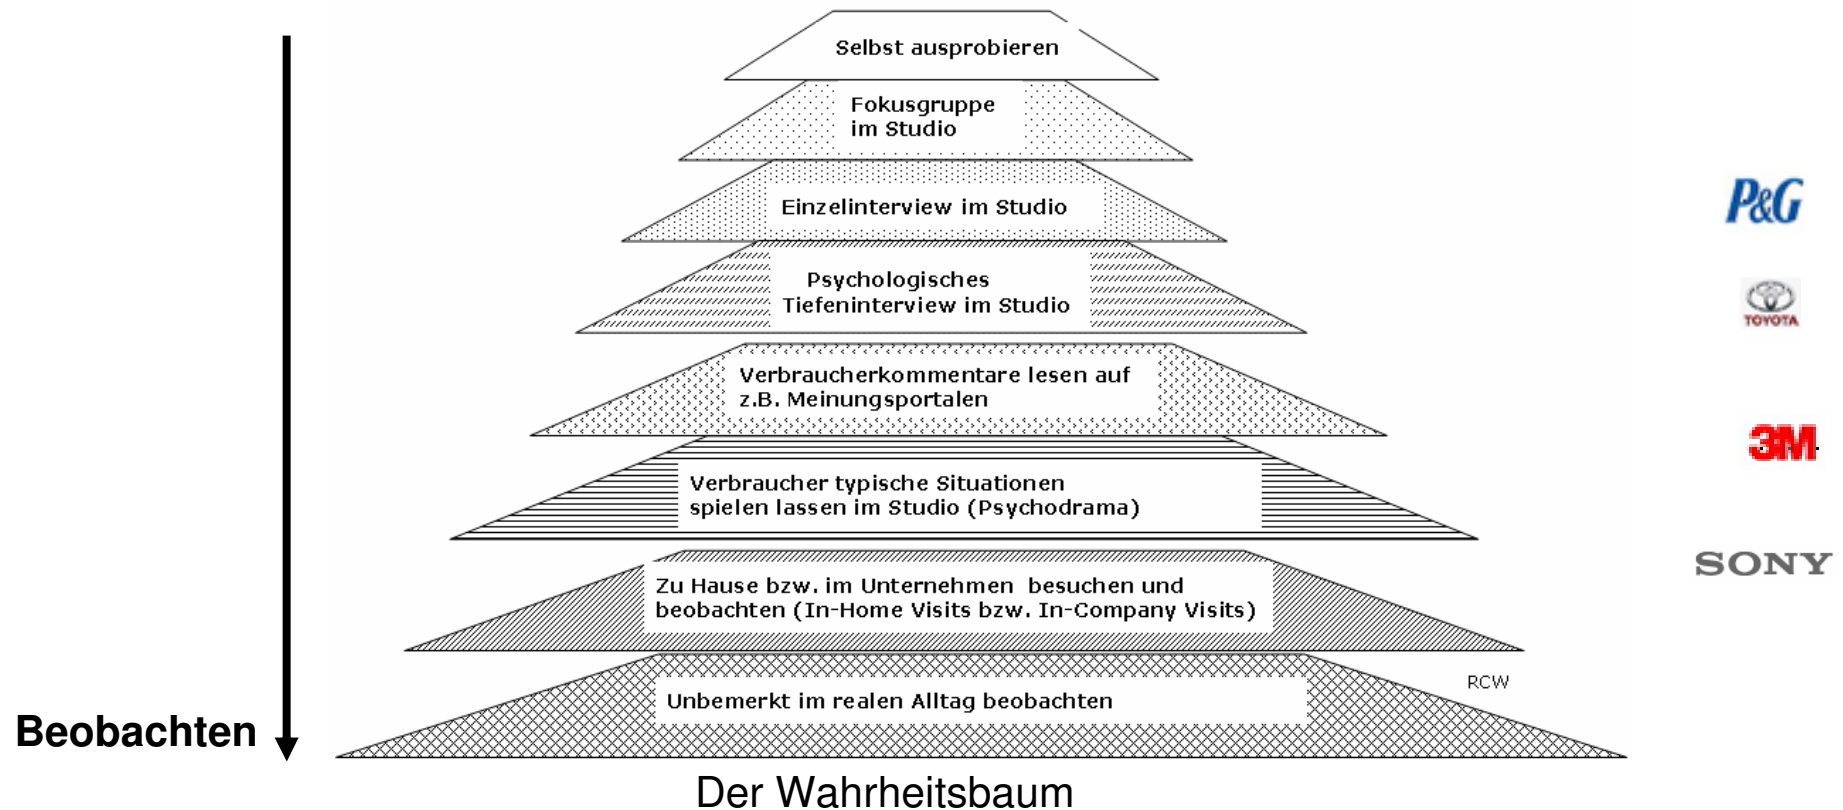 Selbst ausprobieren
Fokusgruppe
im Studio
Einzelinterview im Studio
Psychologisches
Tiefeninterview im Studio
Verbraucherkommentare lesen auf
z.B. Meinungsportalen
Verbraucher typische Situationen
spielen lassen im Studio (Psychodrama)
Zu Hause bzw. im Unternehmen besuchen und
beobachten (In-Home Visits bzw. In-Company Visits)
Unbemerkt im realen Alltag beobachten
RCW
Beobachten
Der Wahrheitsbaum
P&G
TOYOTA
3M
SONY